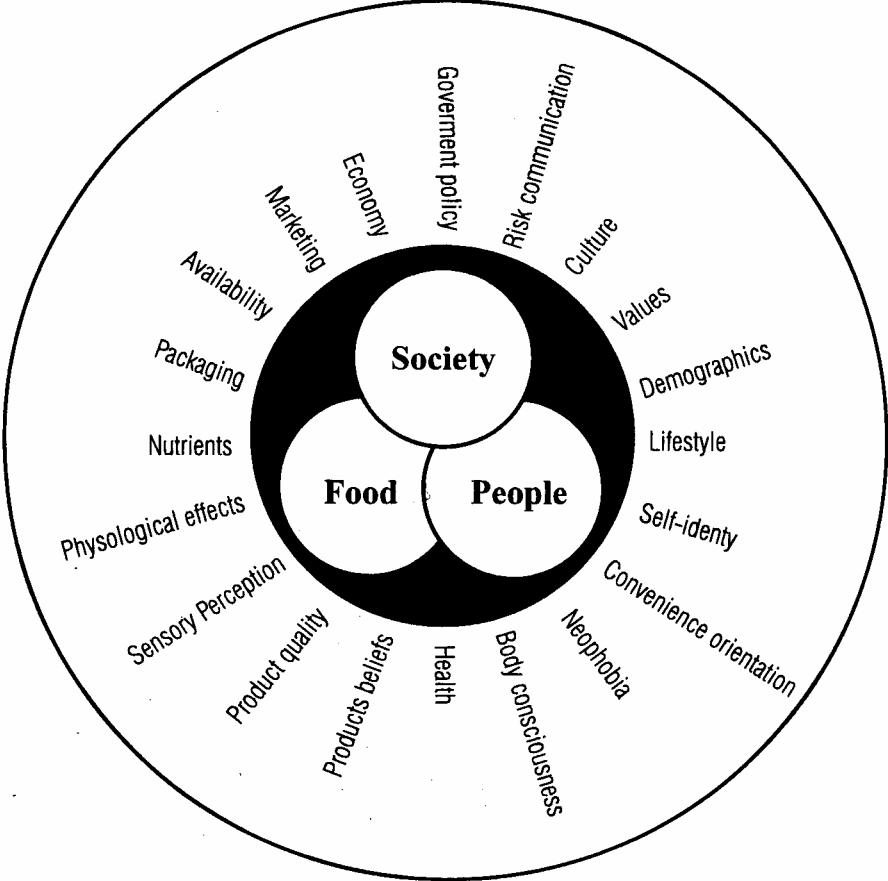 Goverment policy
Risk communication
Culture
Values
Demographics
Lifestyle
Self-identy
Convenience orientation
Neophobia
Body consciousness
Health
Products beliefs
Product quality
Sensory Perception
Physological effects
Nutrients
Packaging
Availability
Marketing
Economy
Society
Food
People